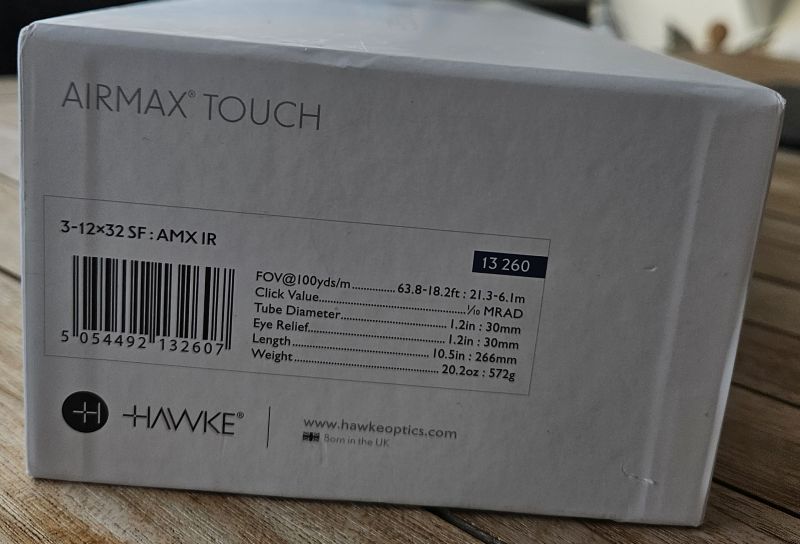 AIRMAX® TOUCH
3-12×32 SF : AMX IR
13 260
FOV@100yds/m.............. 63.8-18.2ft : 21.3-6.1m
Click Value.......................................⅒ MRAD
Tube Diameter............................ 1.2in : 30mm
Eye Relief..................................... 1.2in : 30mm
Length..................................... 10.5in : 266mm
Weight...................................... 20.2oz : 572g
5 054492 132607
HAWKE®
www.hawkeoptics.com
Born in the UK